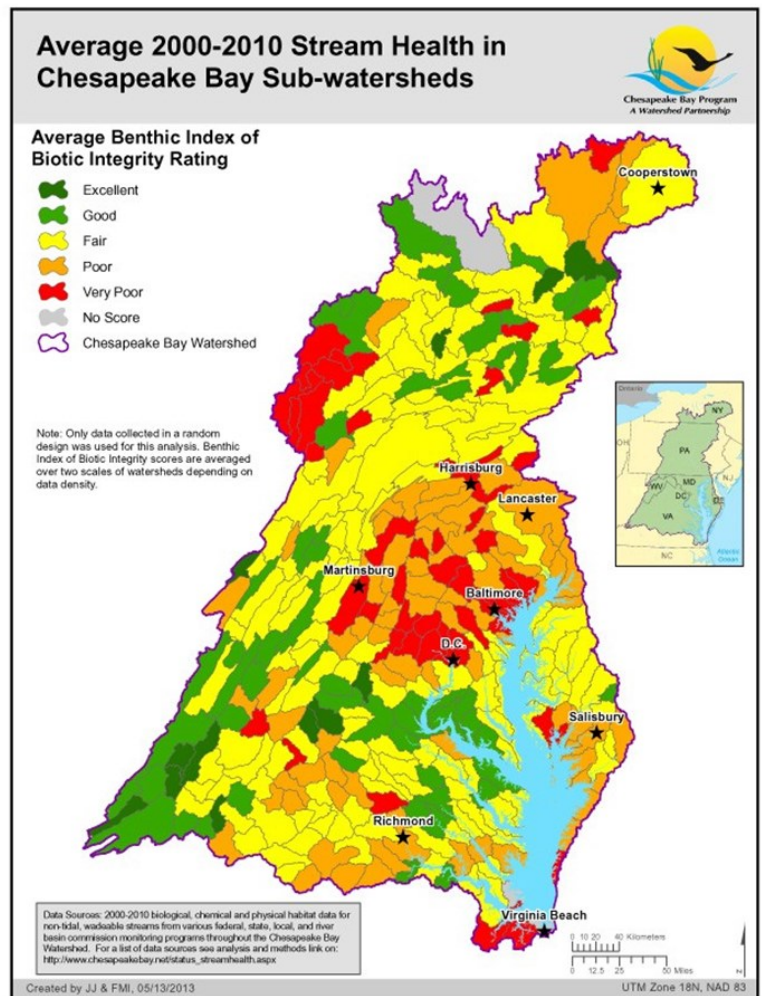 Average 2000-2010 Stream Health in
Chesapeake Bay Sub-watersheds
Chesapeake Bay Program
A Watershed Partnership
Average Benthic Index of
Biotic Integrity Rating
Excellent
Good
Fair
Poor
Very Poor
No Score
Chesapeake Bay Watershed
Note: Only data collected in a random
design was used for this analysis. Benthic
Index of Biotic Integrity scores are averaged
over two scales of watersheds depending on
data density.
Cooperstown
Harrisburg
Lancaster
Martinsburg
Baltimore
D.C.
Salisbury
Richmond
Virginia Beach
Ontario
NY
OH
PA
NJ
WV
MD
DC
DE
VA
NC
Atlantic
Ocean
Data Sources: 2000-2010 biological, chemical and physical habitat data for
non-tidal, wadeable streams from various federal, state, local, and river
basin commission monitoring programs throughout the Chesapeake Bay
Watershed. For a list of data sources see analysis and methods link on:
http://www.chesapeakebay.net/status_streamhealth.aspx
0 10 20 40 Kilometers
0 12.5 25 50 Miles
N
Created by JJ & FMI, 05/13/2013
UTM Zone 18N, NAD 83